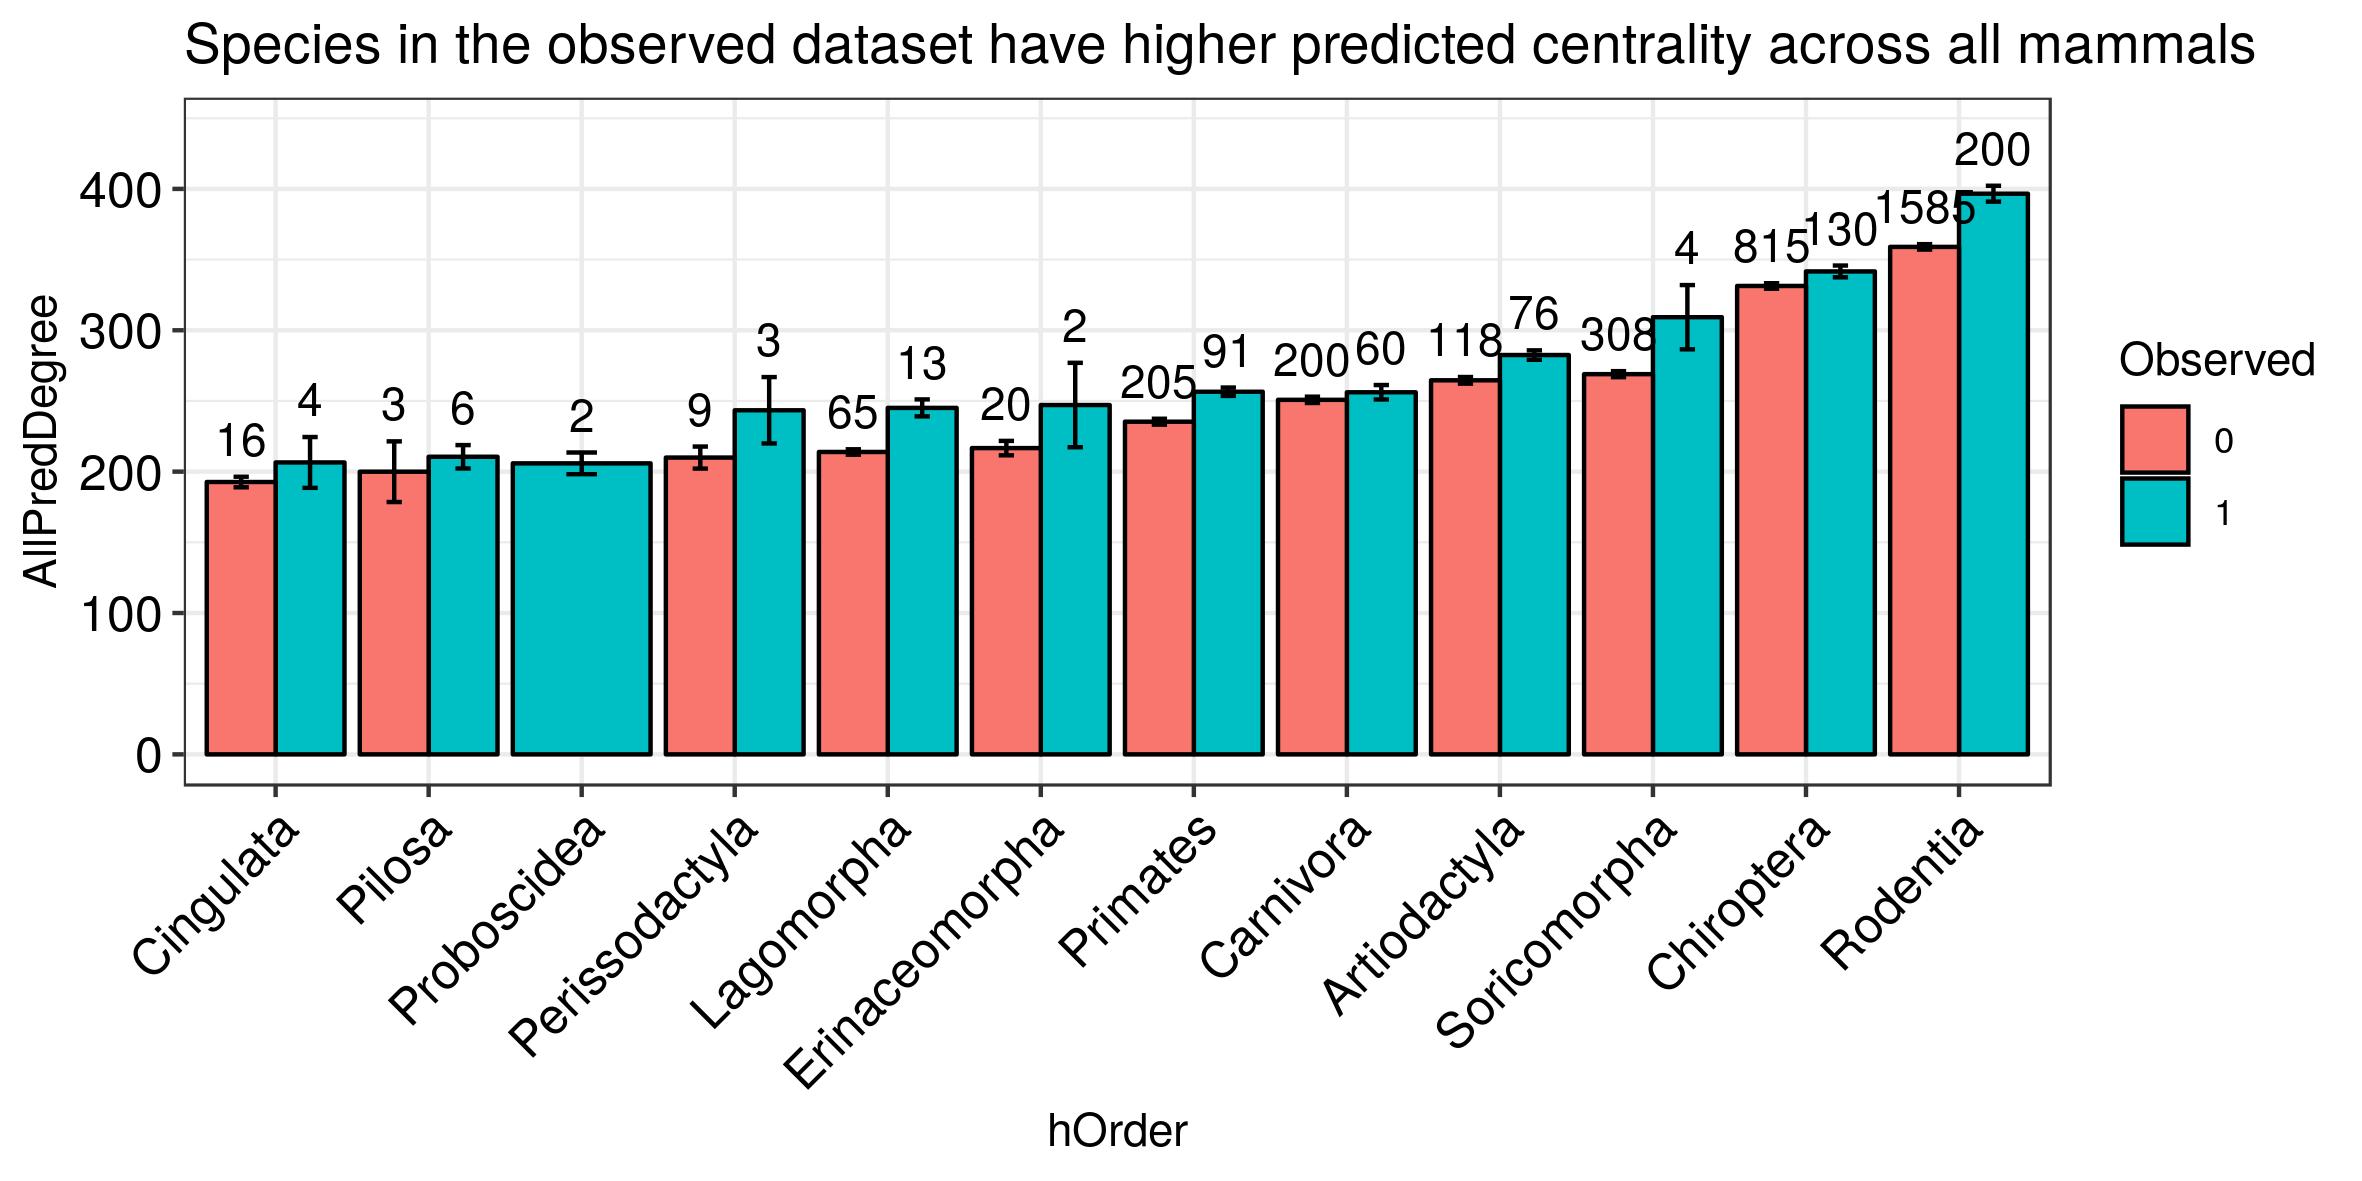 Species in the observed dataset have higher predicted centrality across all mammals
AllPredDegree
400
300
200
100
0
16
4
3
6
2
9
3
65
13
20
2
205
91
200
60
118
76
308
4
815
130
1585
200
Cingulata
Pilosa
Proboscidea
Perissodactyla
Lagomorpha
Erinaceomorpha
Primates
Carnivora
Artiodactyla
Soricomorpha
Chiroptera
Rodentia
hOrder
Observed
0
1